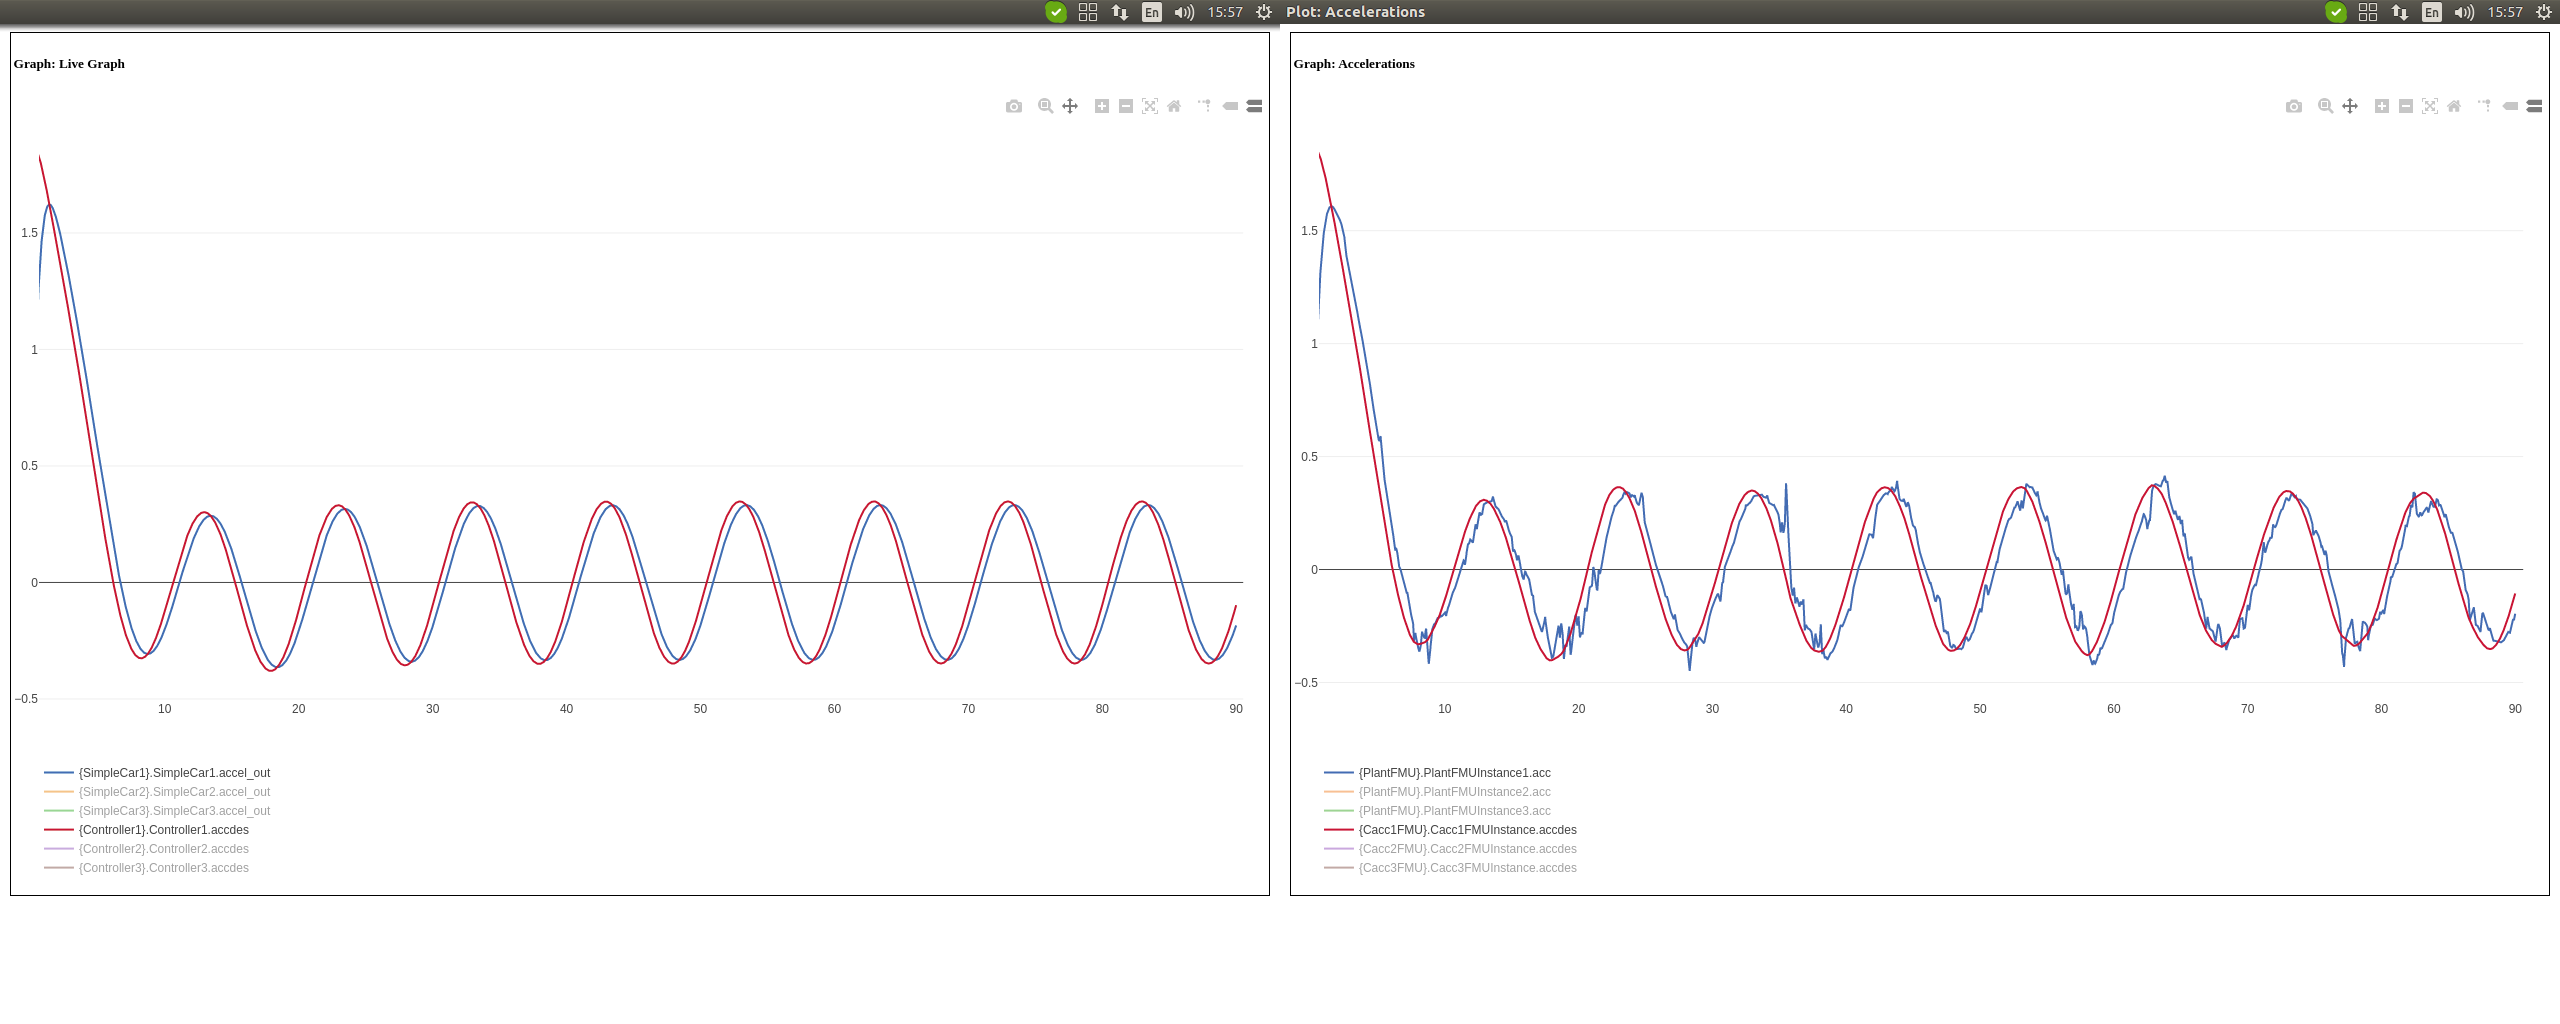 En 15:57 Plot: Accelerations En 15:57
Graph: Live Graph
1.5
1
0.5
0
−0.5
10 20 30 40 50 60 70 80 90
{SimpleCar1}.SimpleCar1.accel_out
{SimpleCar2}.SimpleCar2.accel_out
{SimpleCar3}.SimpleCar3.accel_out
{Controller1}.Controller1.accdes
{Controller2}.Controller2.accdes
{Controller3}.Controller3.accdes
Graph: Accelerations
1.5
1
0.5
0
−0.5
10 20 30 40 50 60 70 80 90
{PlantFMU}.PlantFMUInstance1.acc
{PlantFMU}.PlantFMUInstance2.acc
{PlantFMU}.PlantFMUInstance3.acc
{Cacc1FMU}.Cacc1FMUInstance.accdes
{Cacc2FMU}.Cacc2FMUInstance.accdes
{Cacc3FMU}.Cacc3FMUInstance.accdes